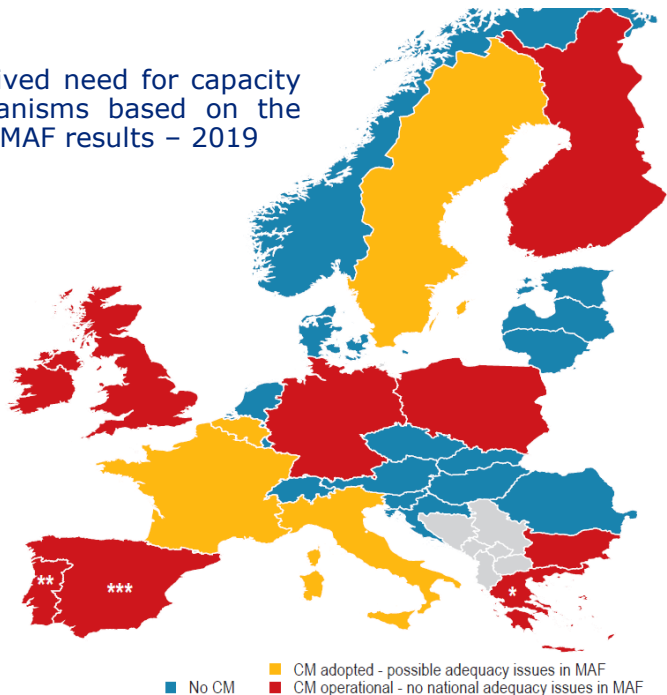 ived need for capacity
anisms based on the
MAF results – 2019
**
***
*
CM adopted - possible adequacy issues in MAF
No CM
CM operational - no national adequacy issues in MAF